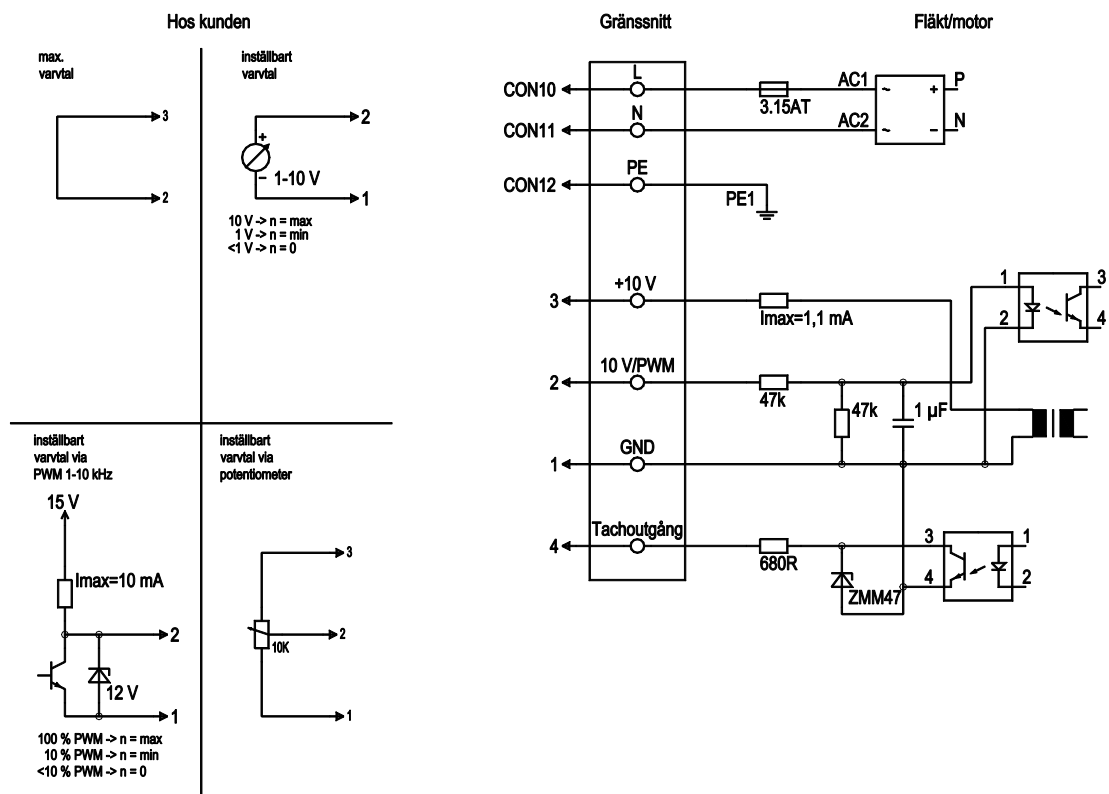 Hos kunden
Gränssnitt
Fläkt/motor
max.
varvtal
3
2
inställbart
varvtal
2
+
–
1-10 V
1
10 V -> n = max
1 V -> n = min
<1 V -> n = 0
inställbart
varvtal via
PWM 1-10 kHz
15 V
Imax=10 mA
2
12 V
1
100 % PWM -> n = max
10 % PWM -> n = min
<10 % PWM -> n = 0
inställbart
varvtal via
potentiometer
3
2
10K
1
L
CON10
3.15AT
AC1
~
+
P
N
CON11
AC2
~
–
N
PE
CON12
PE1
+10 V
3
Imax=1,1 mA
1
2
3
4
10 V/PWM
2
47k
47k
1 µF
GND
1
Tachoutgång
4
680R
ZMM47
3
4
1
2